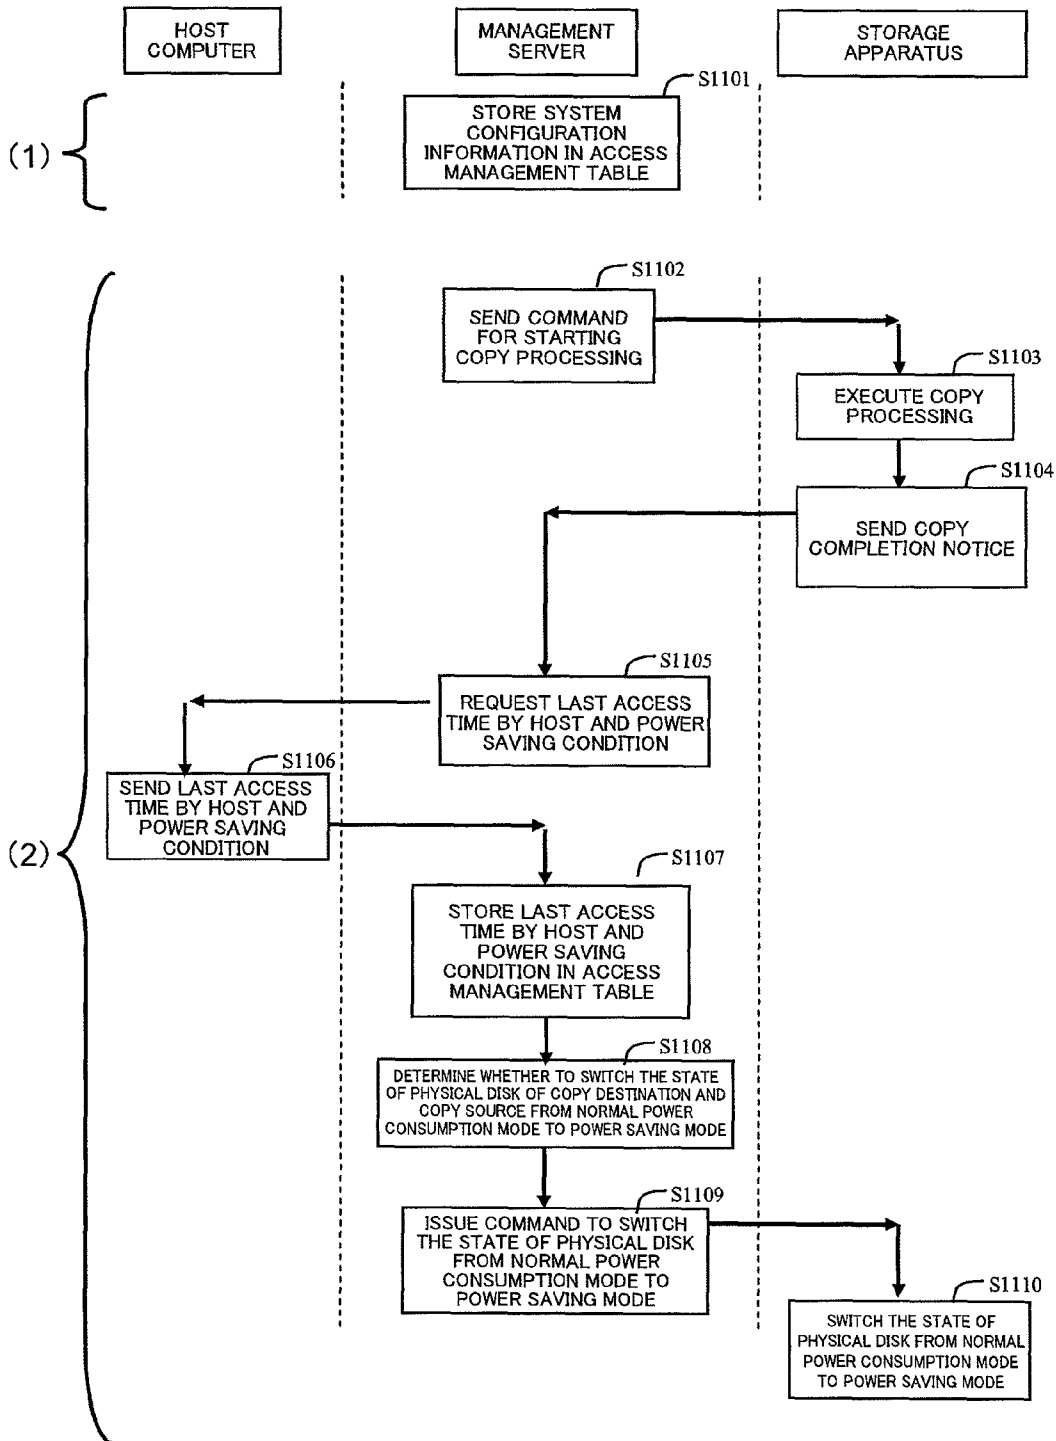 HOST
COMPUTER
MANAGEMENT
SERVER
STORAGE
APPARATUS
(1)
S1101
STORE SYSTEM
CONFIGURATION
INFORMATION IN ACCESS
MANAGEMENT TABLE
(2)
S1102
SEND COMMAND
FOR STARTING
COPY PROCESSING
S1103
EXECUTE COPY
PROCESSING
S1104
SEND COPY
COMPLETION NOTICE
S1105
REQUEST LAST ACCESS
TIME BY HOST AND POWER
SAVING CONDITION
S1106
SEND LAST ACCESS
TIME BY HOST AND
POWER SAVING
CONDITION
S1107
STORE LAST ACCESS
TIME BY HOST AND
POWER SAVING
CONDITION IN ACCESS
MANAGEMENT TABLE
S1108
DETERMINE WHETHER TO SWITCH THE STATE
OF PHYSICAL DISK OF COPY DESTINATION AND
COPY SOURCE FROM NORMAL POWER
CONSUMPTION MODE TO POWER SAVING MODE
S1109
ISSUE COMMAND TO SWITCH
THE STATE OF PHYSICAL DISK
FROM NORMAL POWER
CONSUMPTION MODE TO
POWER SAVING MODE
S1110
SWITCH THE STATE OF
PHYSICAL DISK FROM NORMAL
POWER CONSUMPTION MODE
TO POWER SAVING MODE